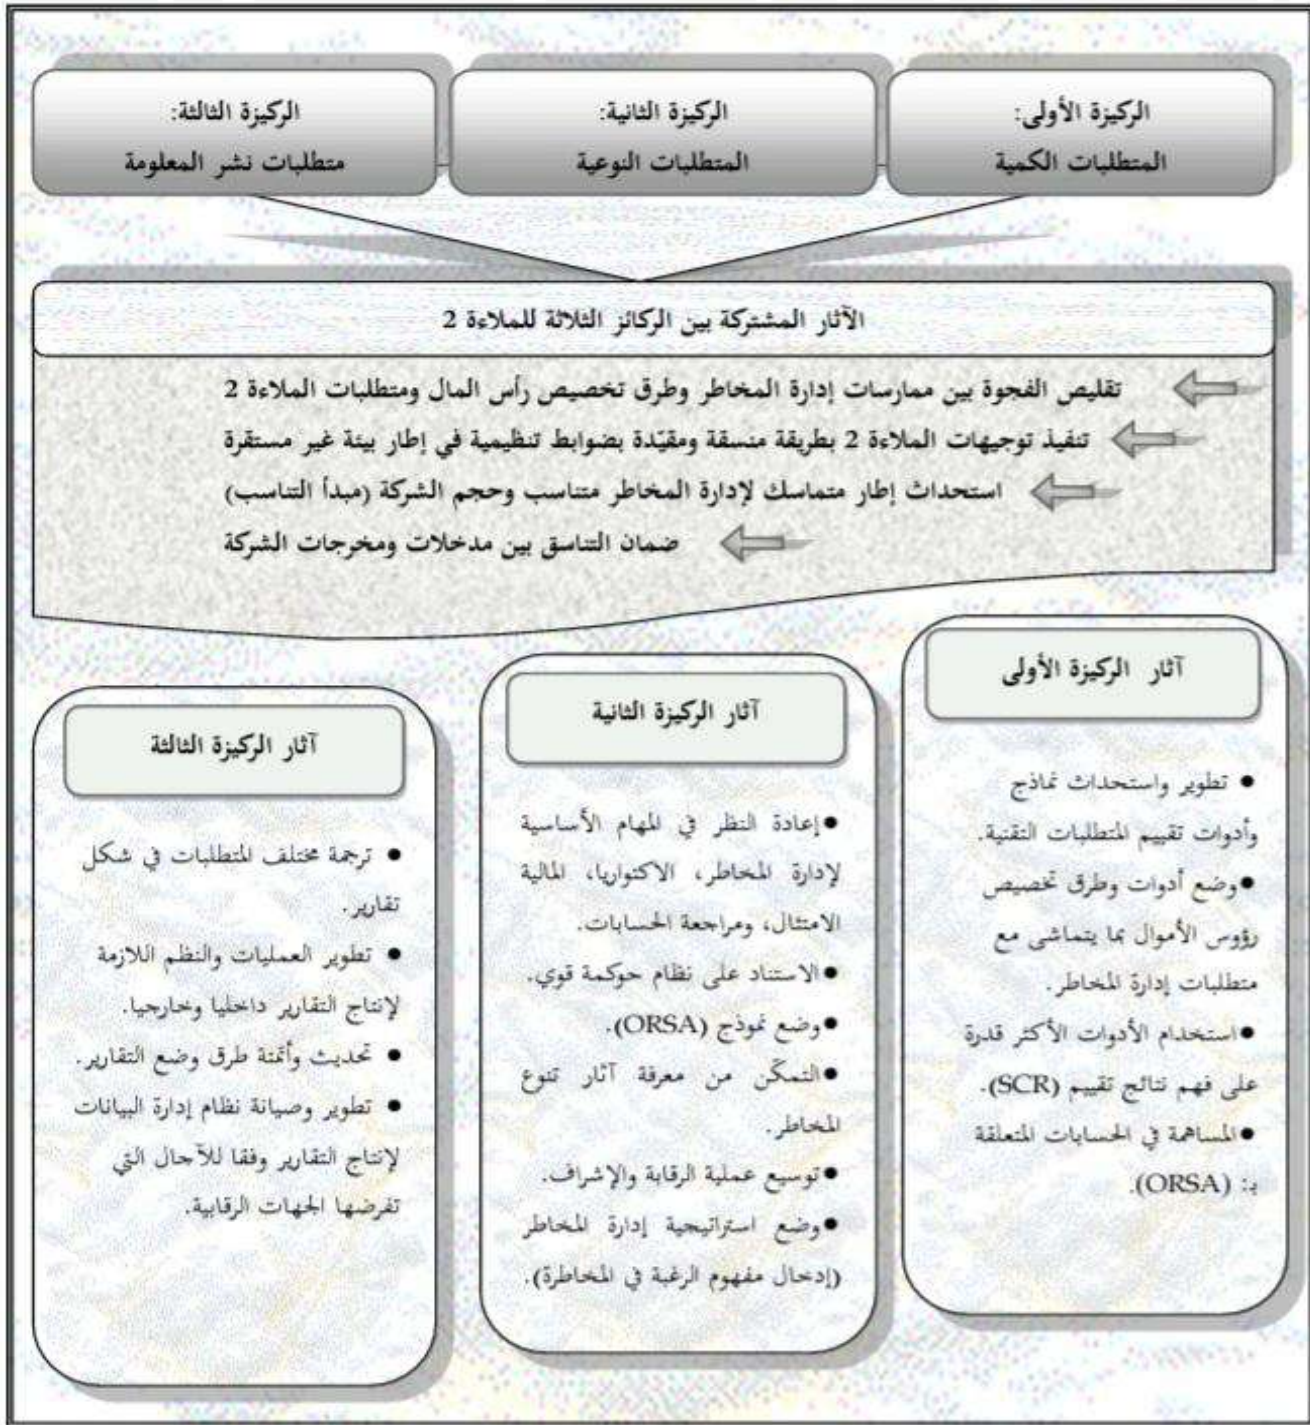 الركيزة الأولى:
المتطلبات الكمية
الركيزة الثانية:
المتطلبات النوعية
الركيزة الثالثة:
متطلبات نشر المعلومة
الآثار المشتركة بين الركائز الثلاثة للملاءة 2
تقليص الفجوة بين ممارسات إدارة المخاطر وطرق تخصيص رأس المال ومتطلبات الملاءة 2
تنفيذ توجيهات الملاءة 2 بطريقة منسقة ومقيّدة بضوابط تنظيمية في إطار بيئة غير مستقرة
استحداث إطار متماسك لإدارة المخاطر متناسب وحجم الشركة (مبدأ التناسب)
ضمان التناسق بين مدخلات ومخرجات الشركة
آثار الركيزة الأولى
● تطوير واستحداث نماذج
وأدوات تقييم المتطلبات التقنية.
●وضع أدوات وطرق تخصيص
رؤوس الأموال بما يتماشى مع
متطلبات إدارة المخاطر.
●استخدام الأدوات الأكثر قدرة
على فهم نتائج تقييم (SCR).
●المساهمة في الحسابات المتعلقة
بـ: (ORSA).
آثار الركيزة الثانية
●إعادة النظر في المهام الأساسية
لإدارة المخاطر، الاكتواريا، المالية
الامتثال، ومراجعة الحسابات.
●الاستناد على نظام حوكمة قوي.
●وضع نموذج (ORSA).
●التمكّن من معرفة آثار تنوع
المخاطر.
●توسيع عملية الرقابة والإشراف.
●وضع استراتيجية إدارة المخاطر
(إدخال مفهوم الرغبة في المخاطرة).
آثار الركيزة الثالثة
● ترجمة مختلف المتطلبات في شكل
تقارير.
● تطوير العمليات والنظم اللازمة
لإنتاج التقارير داخليا وخارجيا.
● تحديث وأتمتة طرق وضع التقارير.
● تطوير وصيانة نظام إدارة البيانات
لإنتاج التقارير وفقا للآجال التي
تفرضها الجهات الرقابية.